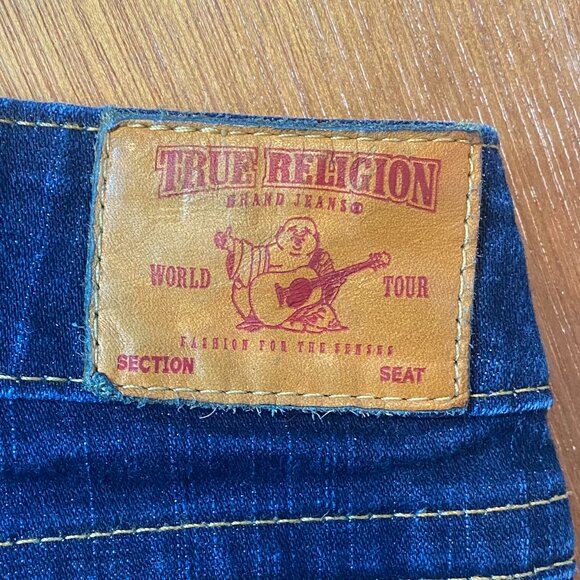 TRUE RELIGION
BRAND JEANS®
WORLD TOUR
FASHION FOR THE SENSES
SECTION SEAT